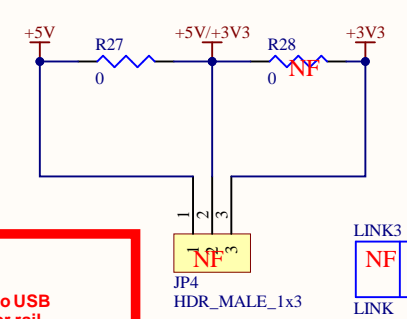 +5V
+5V/+3V3
+3V3
R27
R28
0
0
NF
1
2
3
1
2
3
NF
JP4
HDR_MALE_1x3
LINK3
NF
LINK
o USB
r rail